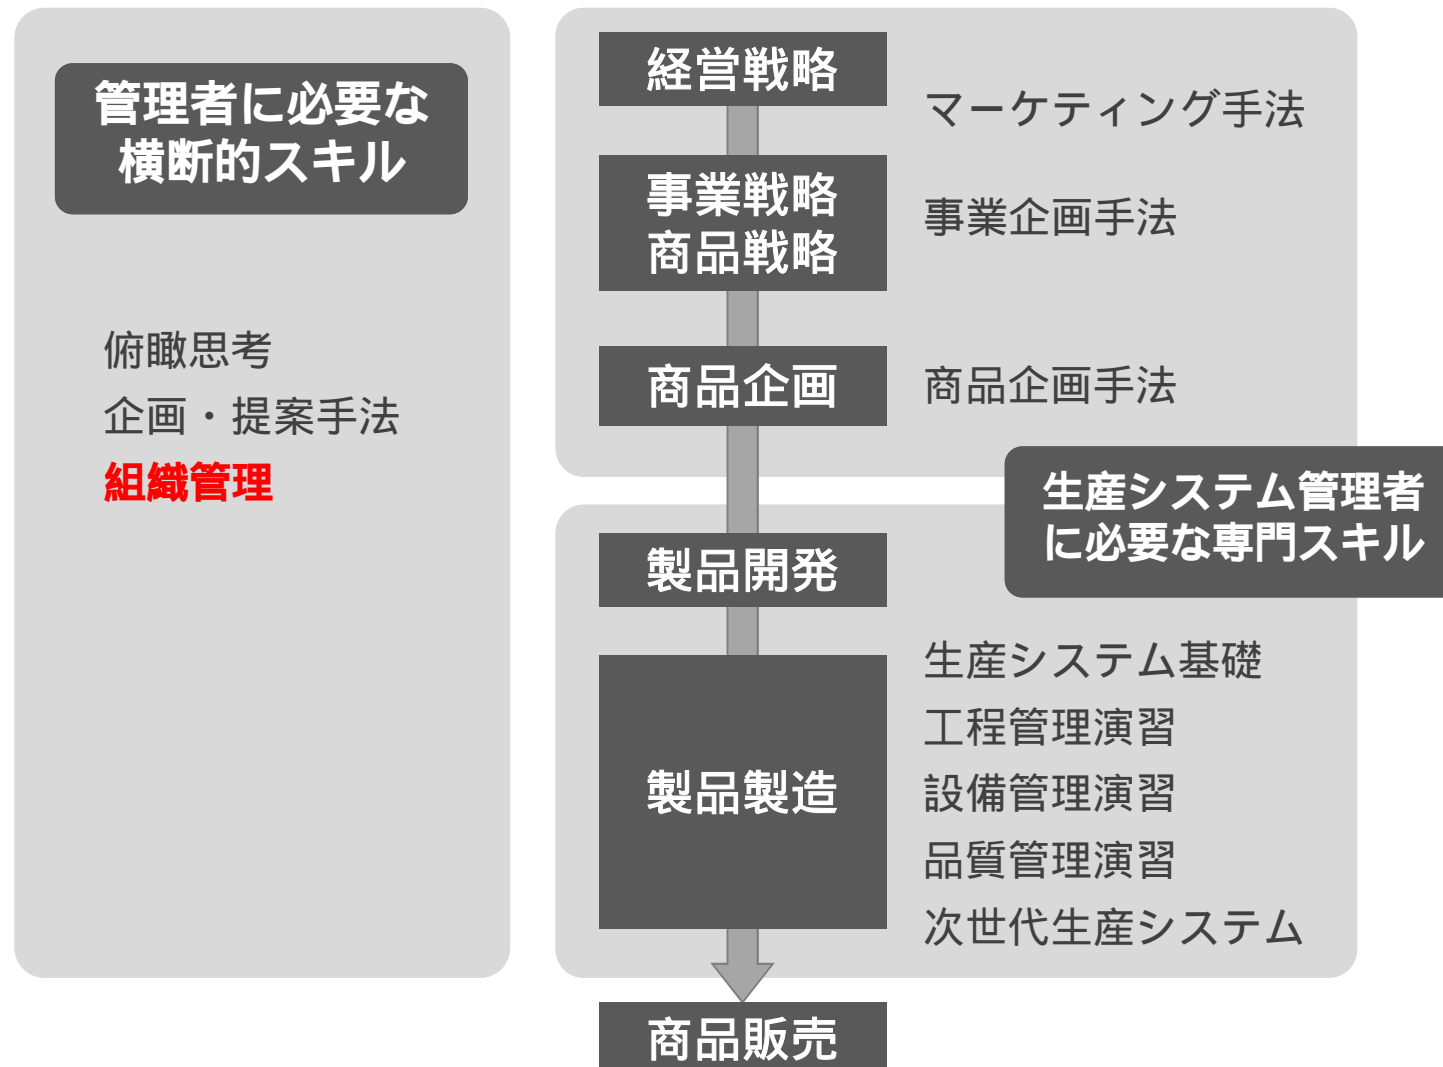 管理者に必要な
横断的スキル
俯瞰思考
企画・提案手法
組織管理
経営戦略
マーケティング手法
事業戦略
商品戦略
事業企画手法
商品企画
商品企画手法
生産システム管理者
に必要な専門スキル
製品開発
製品製造
生産システム基礎
工程管理演習
設備管理演習
品質管理演習
次世代生産システム
商品販売